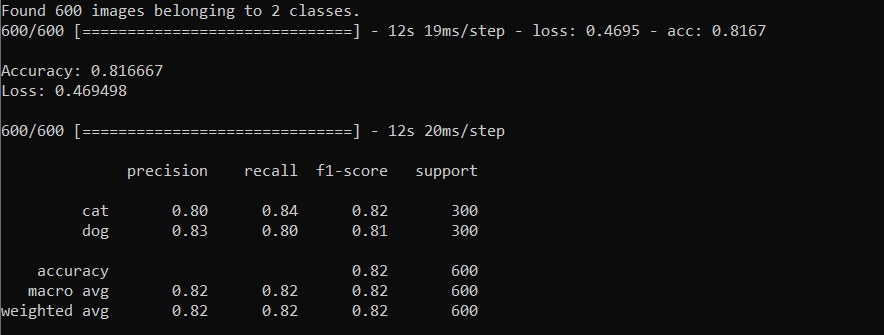 Found 600 images belonging to 2 classes.
600/600 [==============================] - 12s 19ms/step - loss: 0.4695 - acc: 0.8167
Accuracy: 0.816667
Loss: 0.469498
600/600 [==============================] - 12s 20ms/step
precision recall f1-score support
cat 0.80 0.84 0.82 300
dog 0.83 0.80 0.81 300
accuracy 0.82 600
macro avg 0.82 0.82 0.82 600
weighted avg 0.82 0.82 0.82 600